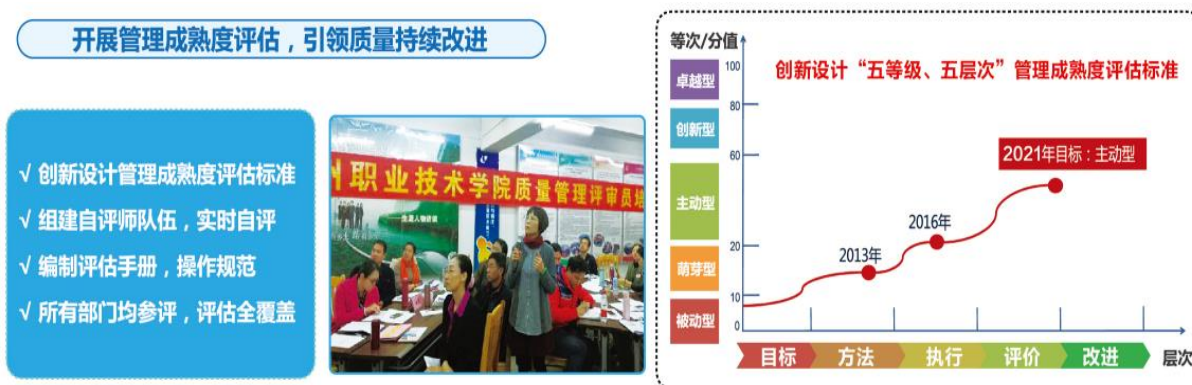 开展管理成熟度评估，引领质量持续改进
√ 创新设计管理成熟度评估标准
√ 组建自评师队伍，实时自评
√ 编制评估手册，操作规范
√ 所有部门均参评，评估全覆盖
职业技术学院质量管理评审员培
等次/分值
创新设计“五等级、五层次”管理成熟度评估标准
100
卓越型
80
创新型
60
2021年目标：主动型
主动型
2016年
20
2013年
萌芽型
10
被动型
0
目标 方法 执行 评价 改进 层次